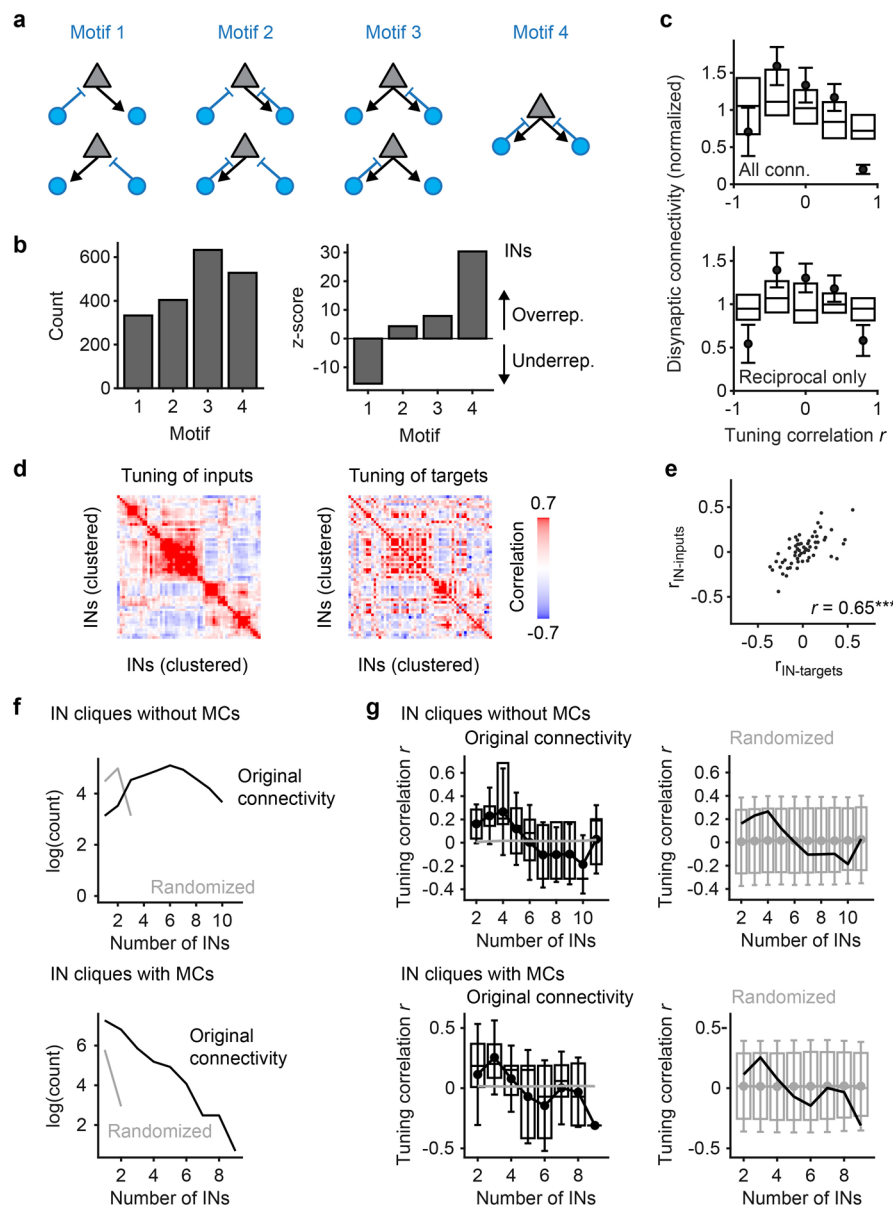 a
Motif 1 Motif 2 Motif 3 Motif 4
b
Count
600
400
200
0
1 2 3 4
Motif
z-score
30
20
10
0
-10
1 2 3 4
Motif
INs
Overrep.
Underrep.
c
Disynaptic connectivity (normalized)
1.5
1
0.5
0
All conn.
-1 0 1
1.5
1
0.5
0
Reciprocal only
-1 0 1
Tuning correlation r
d
Tuning of inputs Tuning of targets
INs (clustered)
INs (clustered)
INs (clustered)
INs (clustered)
0.7
Correlation
-0.7
e
rIN-inputs
0.5
0
-0.5
r = 0.65***
-0.5 0 0.5
rIN-targets
f
IN cliques without MCs
log(count)
4
2
0
Original
connectivity
Randomized
2 4 6 8 10
Number of INs
IN cliques with MCs
log(count)
6
4
2
Original
connectivity
Randomized
2 4 6 8
Number of INs
g
IN cliques without MCs
Original connectivity
Tuning correlation r
0.6
0.4
0.2
0
-0.2
-0.4
2 4 6 8 10
Number of INs
Randomized
Tuning correlation r
0.6
0.4
0.2
0
-0.2
-0.4
2 4 6 8 10
Number of INs
IN cliques with MCs
Original connectivity
Tuning correlation r
0.5
0
-0.5
2 4 6 8
Number of INs
Randomized
Tuning correlation r
0.5
0
-0.5
2 4 6 8
Number of INs